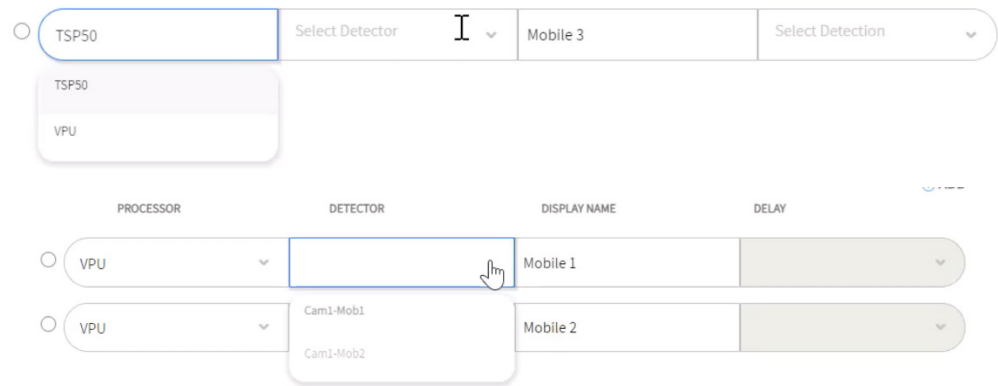 TSP50 Select Detector Mobile 3 Select Detection
TSP50
VPU
PROCESSOR DETECTOR DISPLAY NAME DELAY
VPU Mobile 1
Cam1-Mob1
VPU Mobile 2
Cam1-Mob2